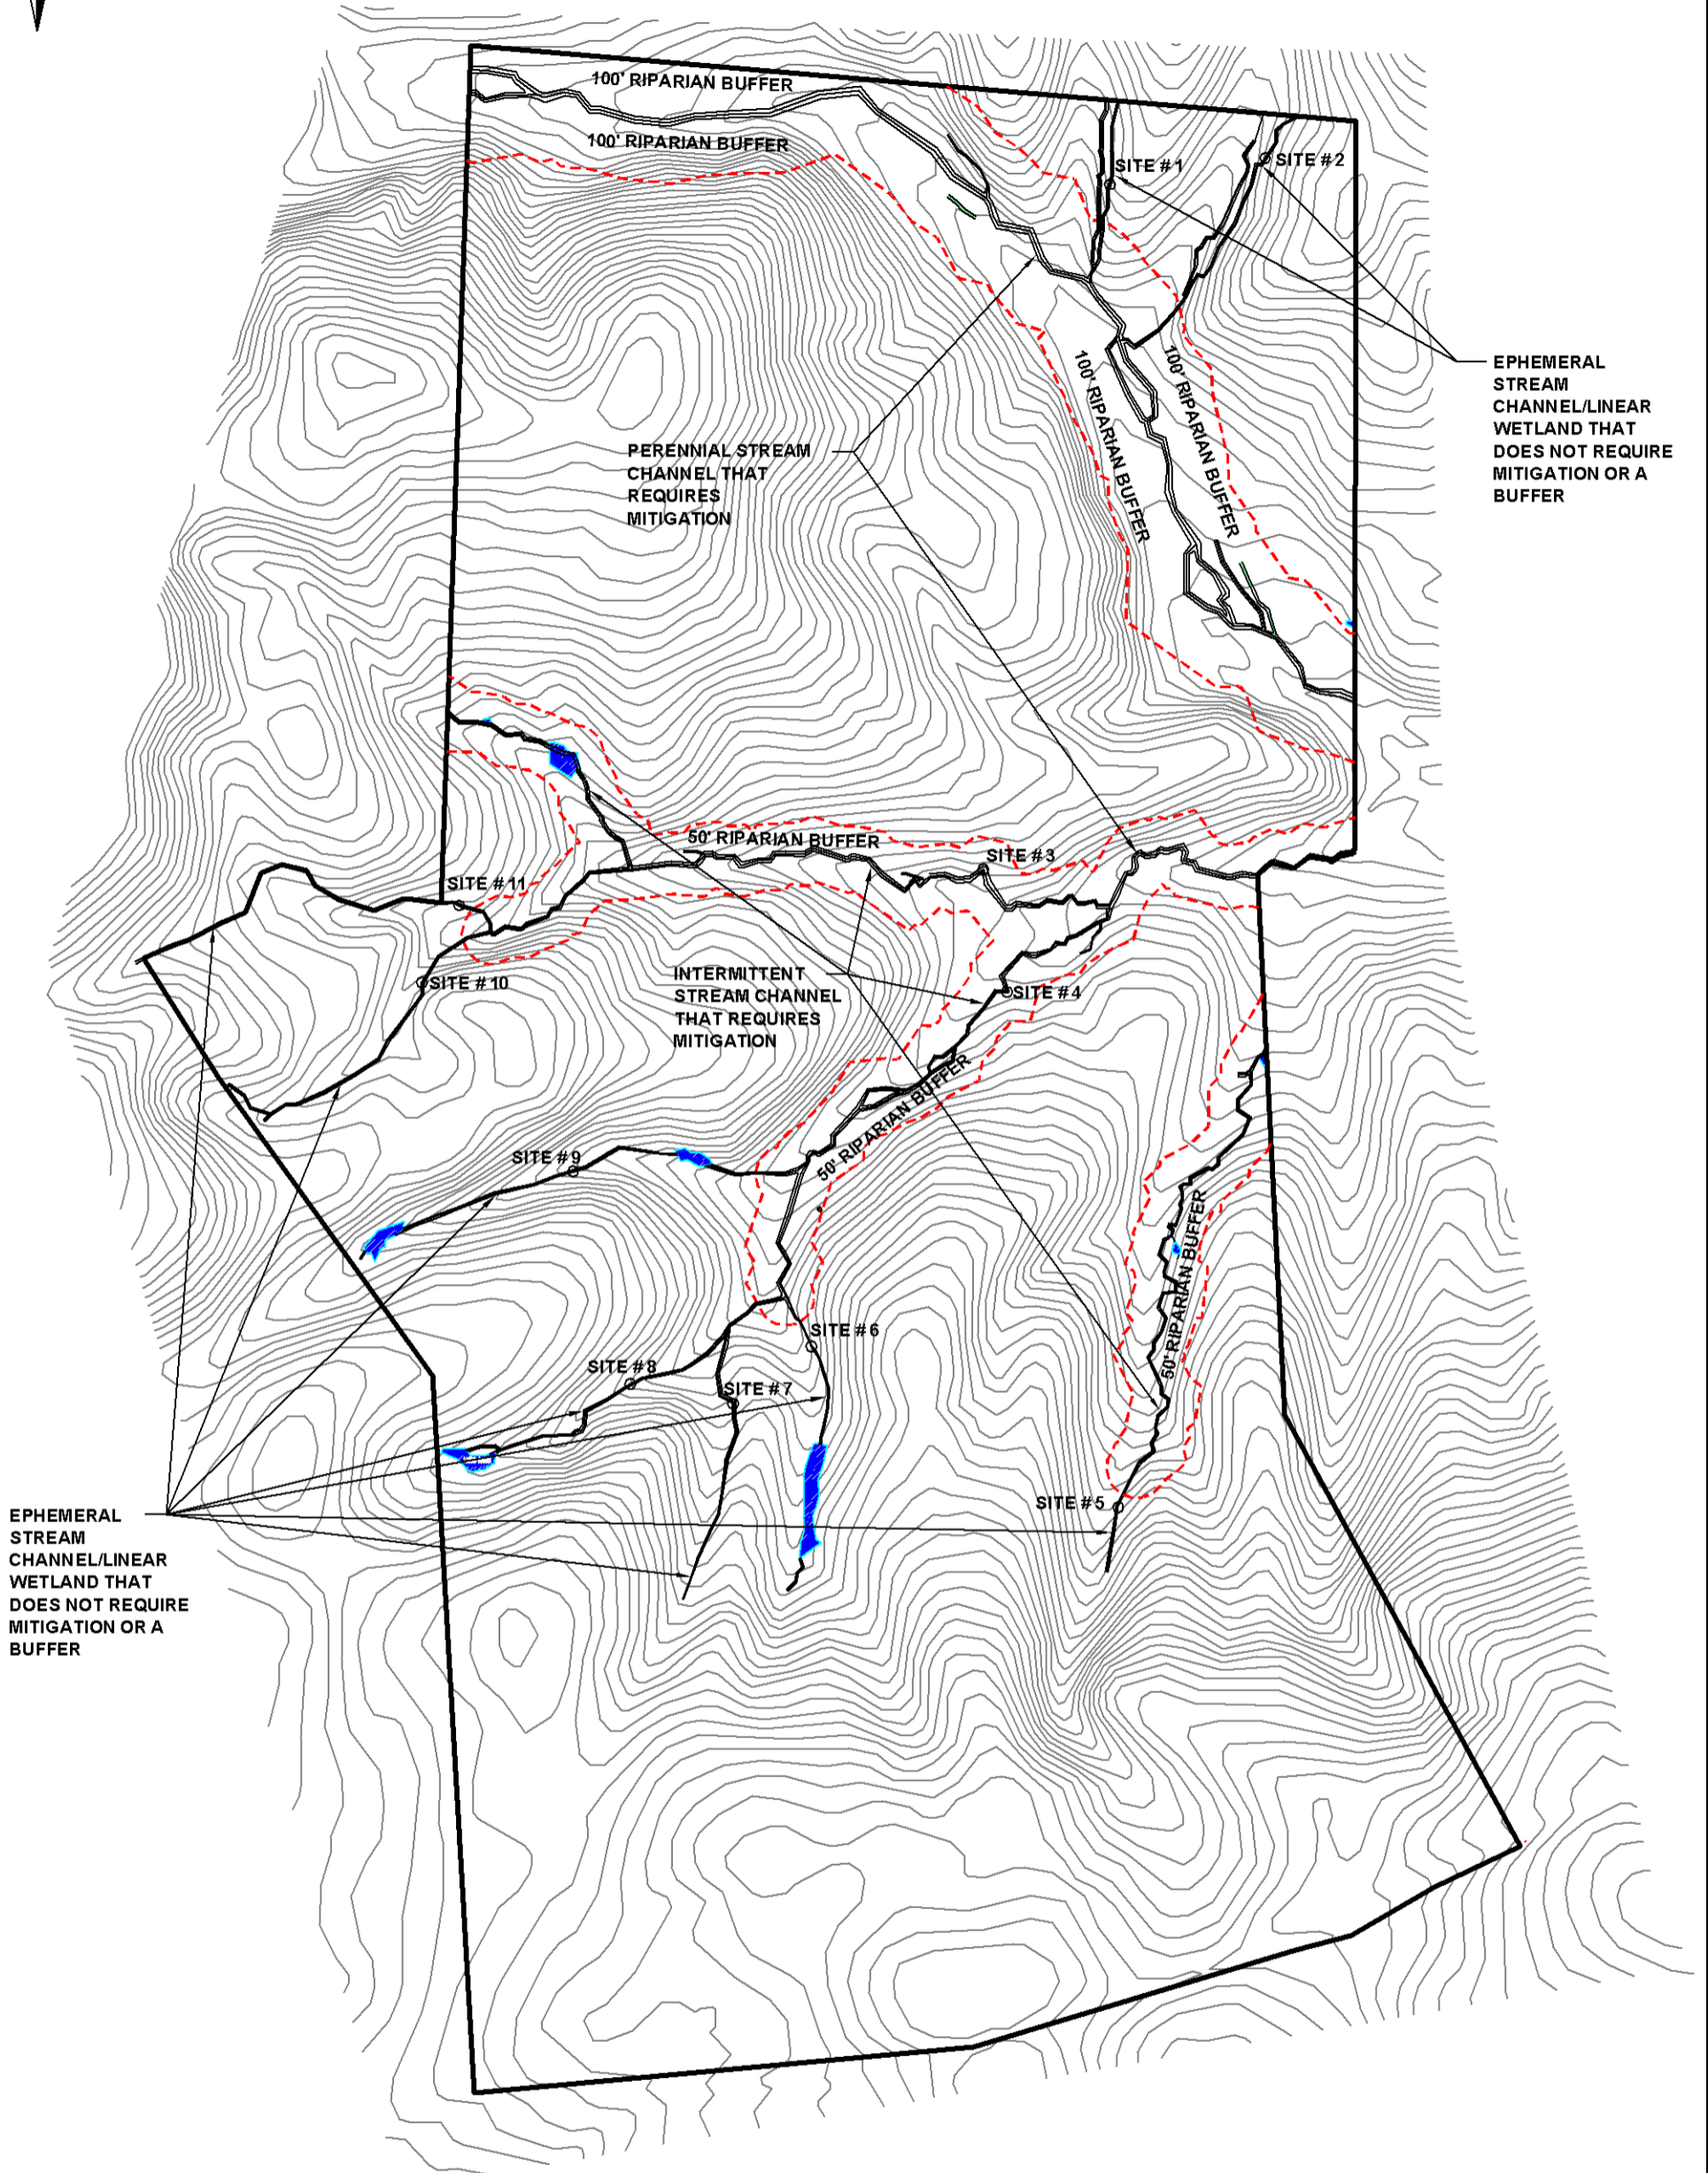 100' RIPARIAN BUFFER
100' RIPARIAN BUFFER
SITE #1
SITE #2
100' RIPARIAN BUFFER
100' RIPARIAN BUFFER
EPHEMERAL
STREAM
CHANNEL/LINEAR
WETLAND THAT
DOES NOT REQUIRE
MITIGATION OR A
BUFFER
PERENNIAL STREAM
CHANNEL THAT
REQUIRES
MITIGATION
50' RIPARIAN BUFFER
SITE #3
SITE #11
SITE #10
INTERMITTENT
STREAM CHANNEL
THAT REQUIRES
MITIGATION
SITE #4
50' RIPARIAN BUFFER
SITE #9
50' RIPARIAN BUFFER
SITE #6
SITE #8
SITE #7
SITE #5
EPHEMERAL
STREAM
CHANNEL/LINEAR
WETLAND THAT
DOES NOT REQUIRE
MITIGATION OR A
BUFFER